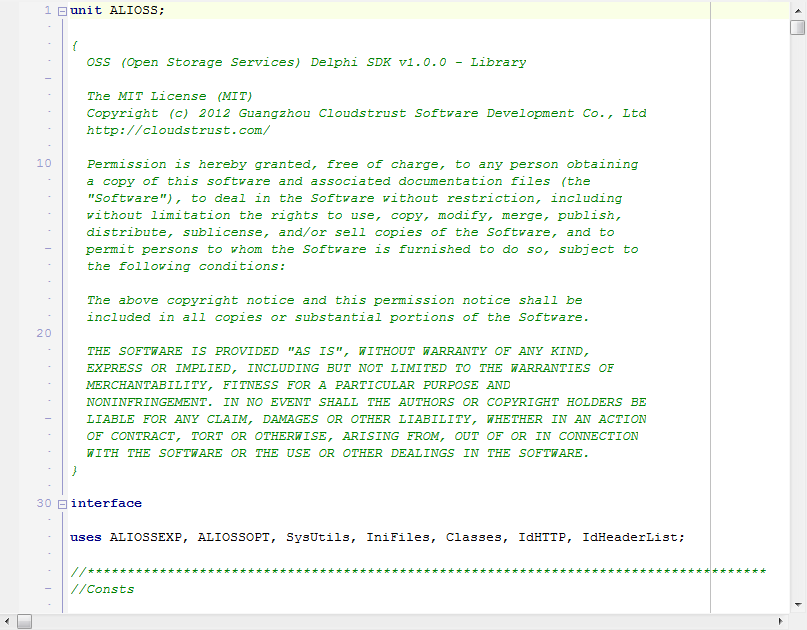 1 unit ALIOSS;
{
OSS (Open Storage Services) Delphi SDK v1.0.0 - Library
The MIT License (MIT)
Copyright (c) 2012 Guangzhou Cloudstrust Software Development Co., Ltd
http://cloudstrust.com/
10 Permission is hereby granted, free of charge, to any person obtaining
a copy of this software and associated documentation files (the
"Software"), to deal in the Software without restriction, including
without limitation the rights to use, copy, modify, merge, publish,
distribute, sublicense, and/or sell copies of the Software, and to
permit persons to whom the Software is furnished to do so, subject to
the following conditions:
The above copyright notice and this permission notice shall be
included in all copies or substantial portions of the Software.
20
THE SOFTWARE IS PROVIDED "AS IS", WITHOUT WARRANTY OF ANY KIND,
EXPRESS OR IMPLIED, INCLUDING BUT NOT LIMITED TO THE WARRANTIES OF
MERCHANTABILITY, FITNESS FOR A PARTICULAR PURPOSE AND
NONINFRINGEMENT. IN NO EVENT SHALL THE AUTHORS OR COPYRIGHT HOLDERS BE
LIABLE FOR ANY CLAIM, DAMAGES OR OTHER LIABILITY, WHETHER IN AN ACTION
OF CONTRACT, TORT OR OTHERWISE, ARISING FROM, OUT OF OR IN CONNECTION
WITH THE SOFTWARE OR THE USE OR OTHER DEALINGS IN THE SOFTWARE.
}
30 interface
uses ALIOSSEXP, ALIOSSOPT, SysUtils, IniFiles, Classes, IdHTTP, IdHeaderList;
//*************************************************************************************
//Consts